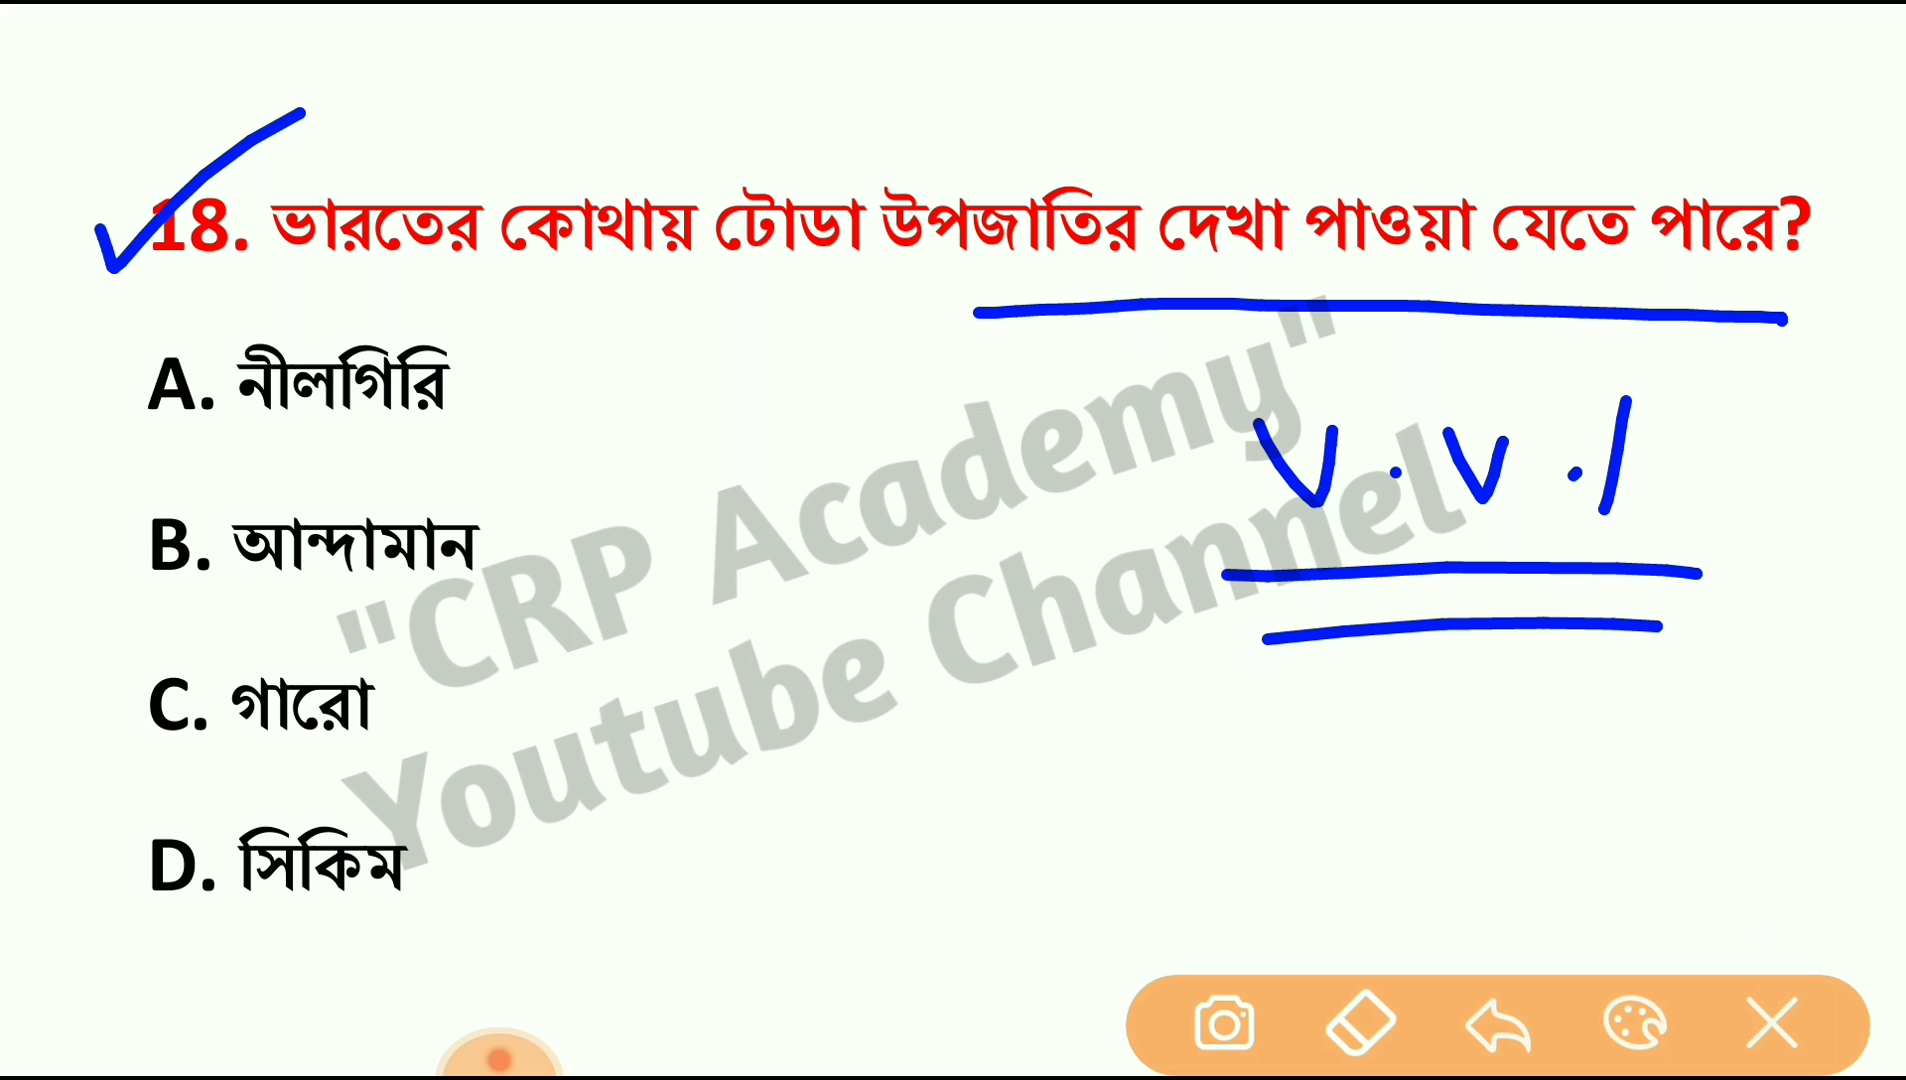 18. ভারতের কোথায় টোডা উপজাতির দেখা পাওয়া যেতে পারে?
A. নীলগিরি
V.V.I
B. আন্দামান
C. গারো
D. সিকিম
"CRP Academy"
Youtube Channel